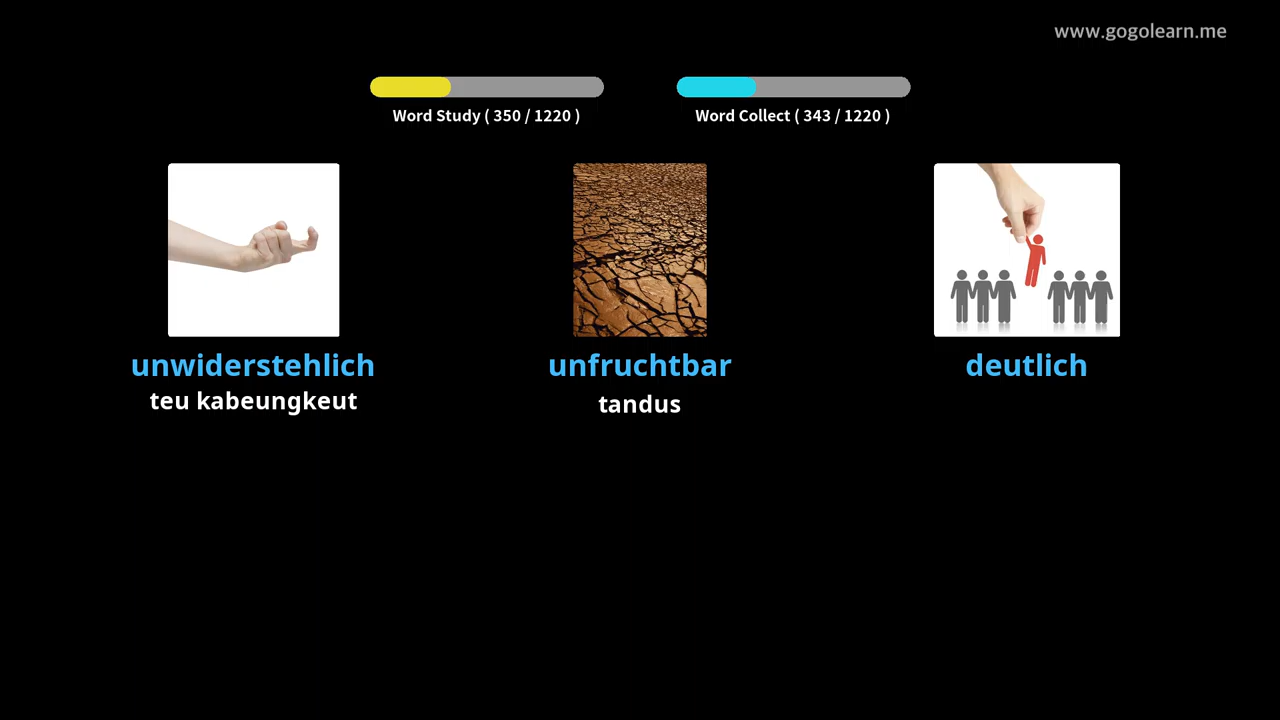 www.gogolearn.me
Word Study ( 350 / 1220 )
Word Collect ( 343 / 1220 )
unwiderstehlich
teu kabeungkeut
unfruchtbar
tandus
deutlich